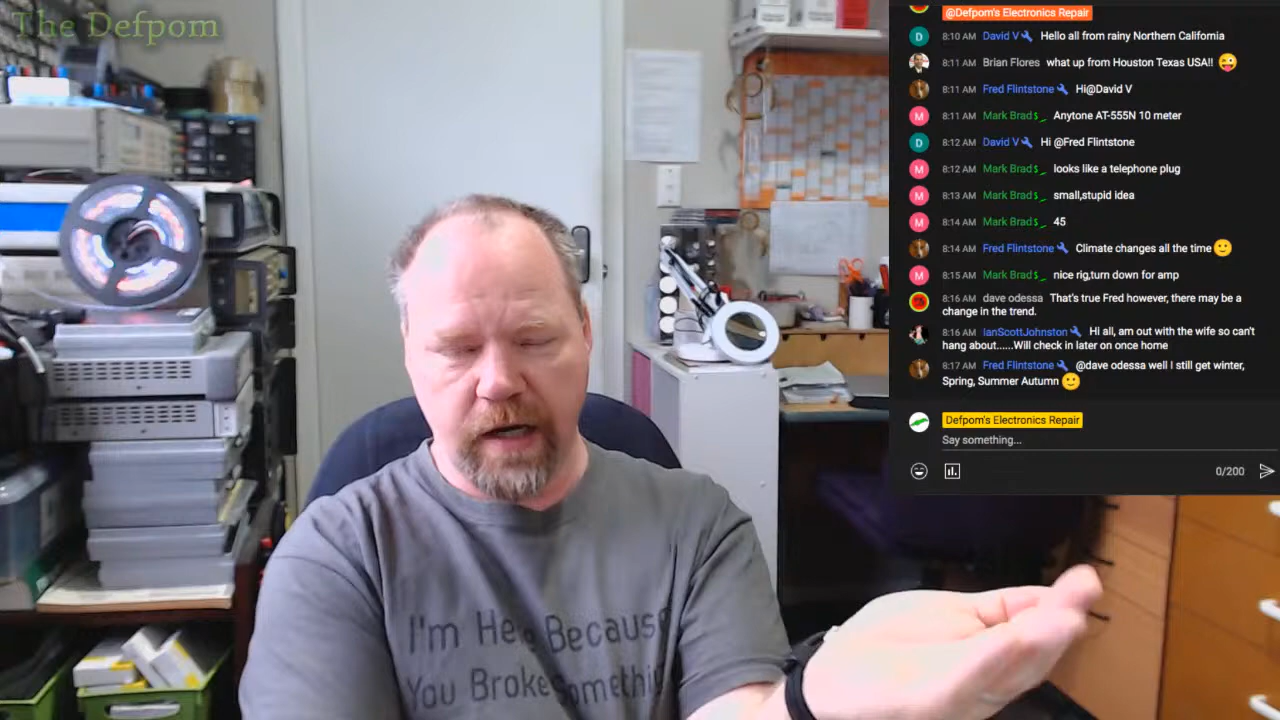 The Defpom
@Defpom's Electronics Repair
8:10 AM David V Hello all from rainy Northern California
8:11 AM Brian Flores what up from Houston Texas USA!!
8:11 AM Fred Flintstone Hi@David V
8:11 AM Mark Brad$ Anytone AT-555N 10 meter
8:12 AM David V Hi @Fred Flintstone
8:12 AM Mark Brad$ looks like a telephone plug
8:13 AM Mark Brad$ small,stupid idea
8:14 AM Mark Brad$ 45
8:14 AM Fred Flintstone Climate changes all the time
8:15 AM Mark Brad$ nice rig,turn down for amp
8:16 AM dave odessa That's true Fred however, there may be a
change in the trend.
8:16 AM IanScottJohnston Hi all, am out with the wife so can't
hang about......Will check in later on once home
8:17 AM Fred Flintstone @dave odessa well I still get winter,
Spring, Summer Autumn
Defpom's Electronics Repair
Say something...
0/200
I'm He Because
You Broke Somethin